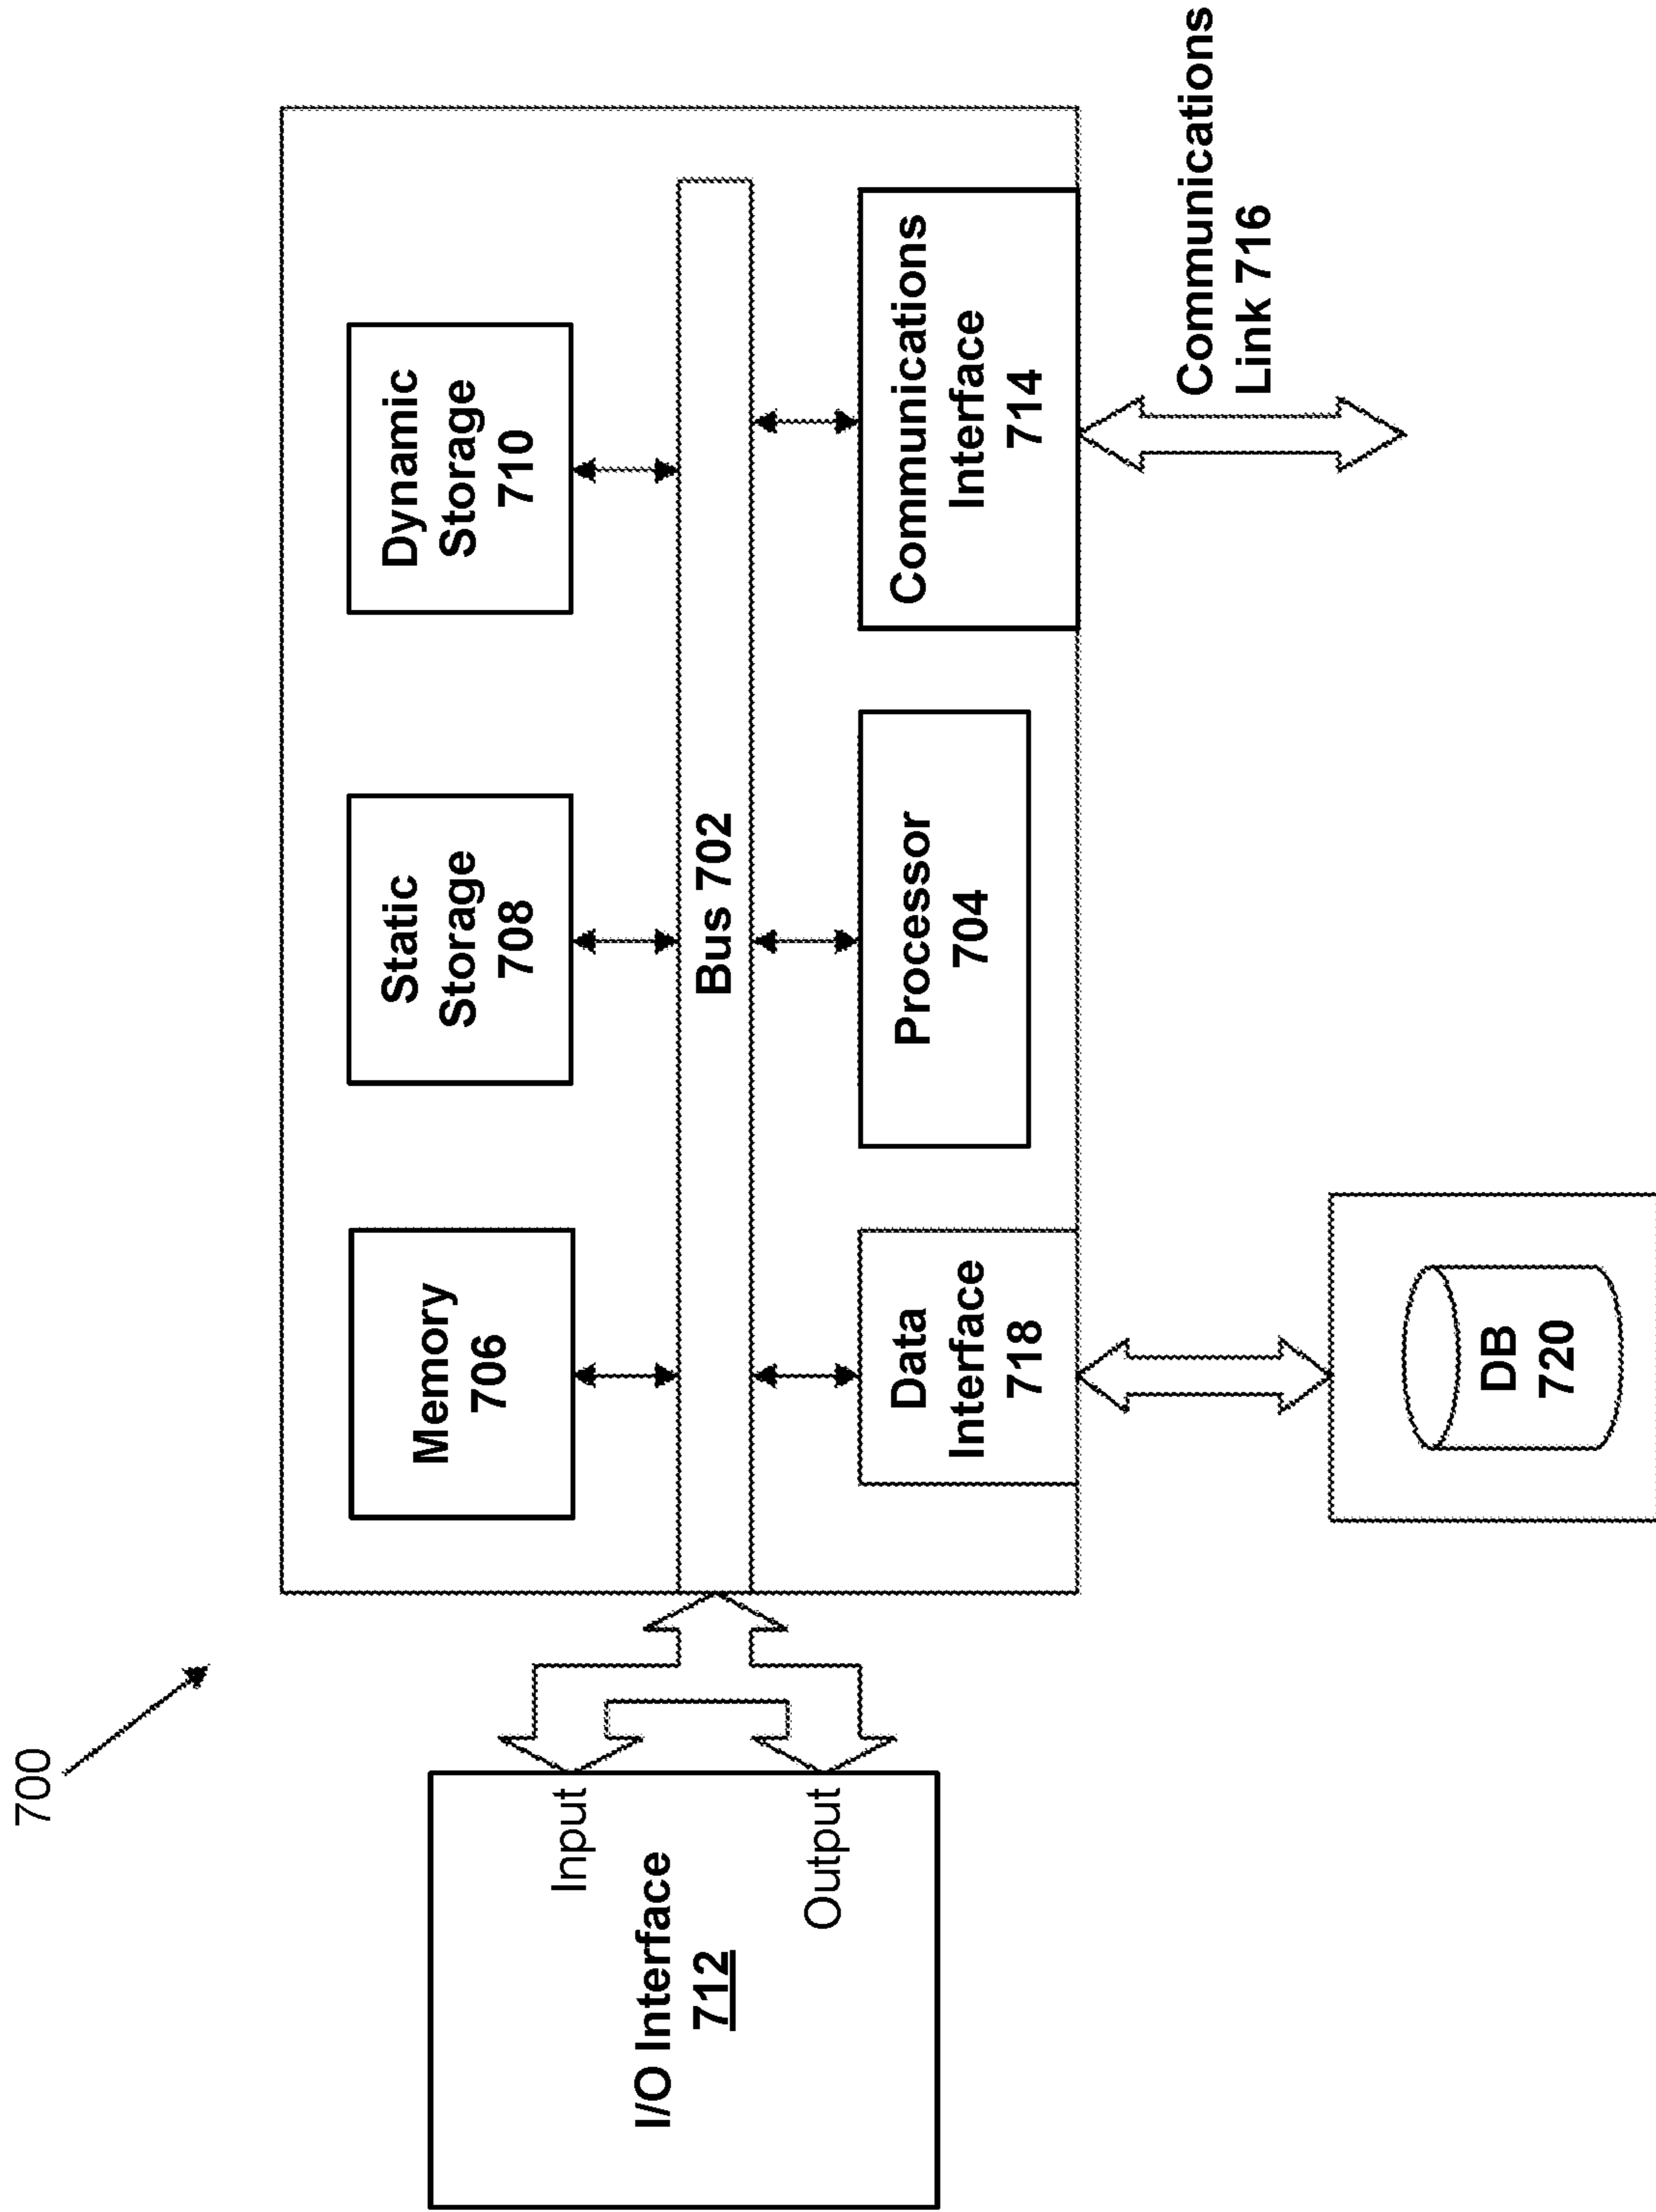 700
I/O Interface
712
Input
Output
Memory
706
Static
Storage
708
Dynamic
Storage
710
Bus 702
Data
Interface
718
Processor
704
Communications
Interface
714
Communications
Link 716
DB
720